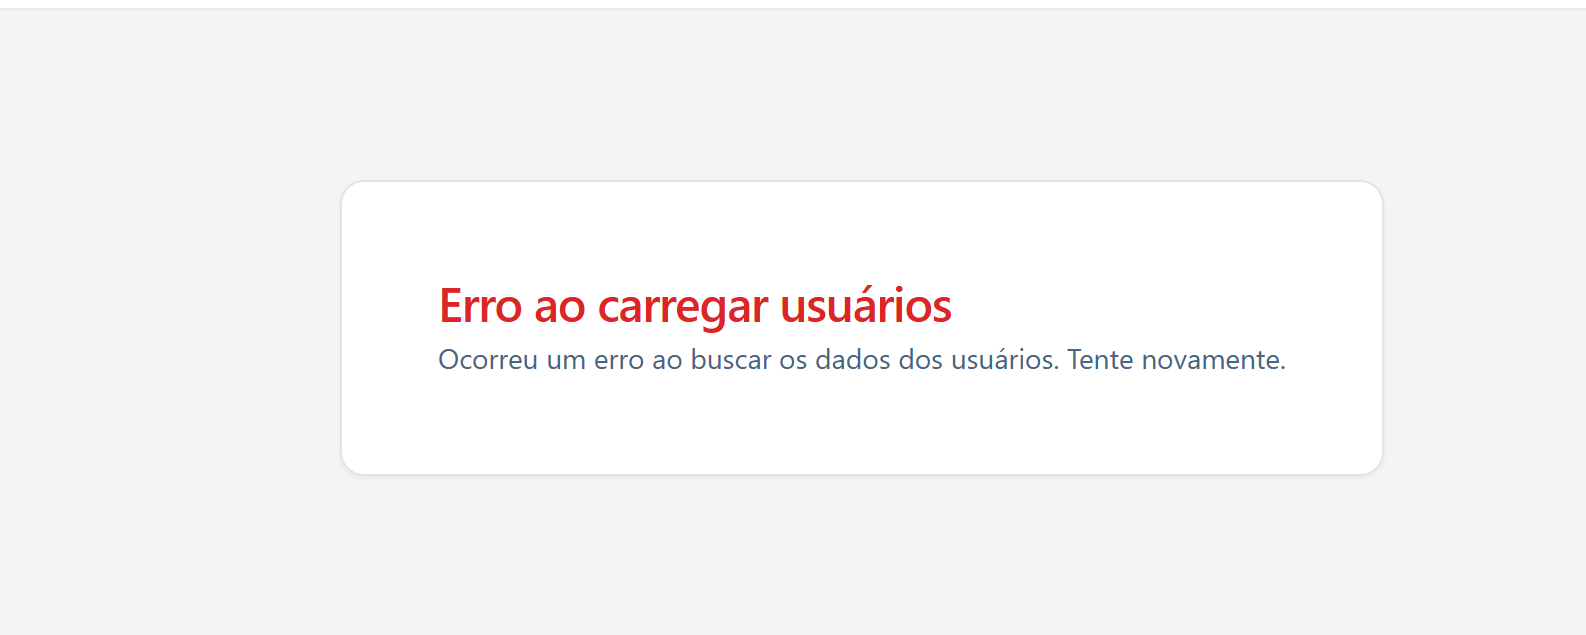 Erro ao carregar usuários
Ocorreu um erro ao buscar os dados dos usuários. Tente novamente.